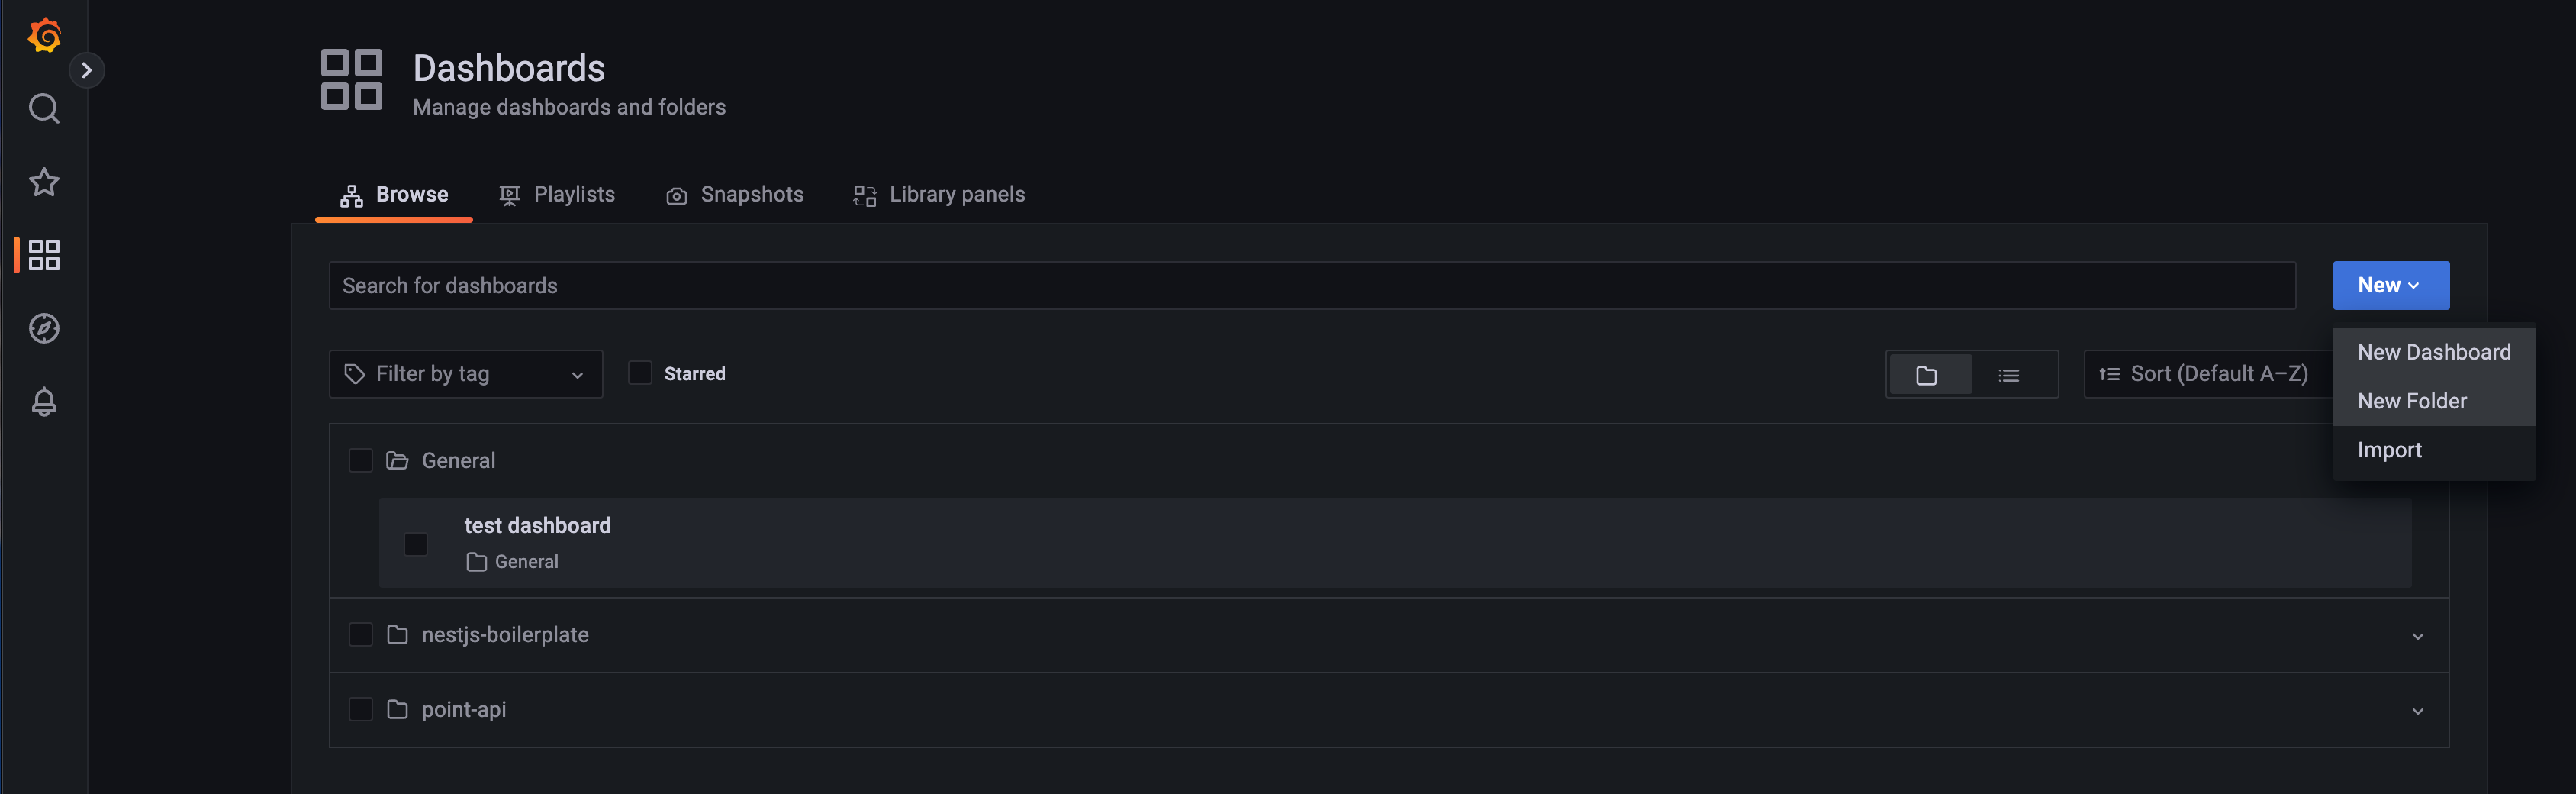 Dashboards
Manage dashboards and folders
Browse
Playlists
Snapshots
Library panels
Search for dashboards
New
New Dashboard
New Folder
Import
Filter by tag
Starred
Sort (Default A–Z)
General
test dashboard
General
nestjs-boilerplate
point-api